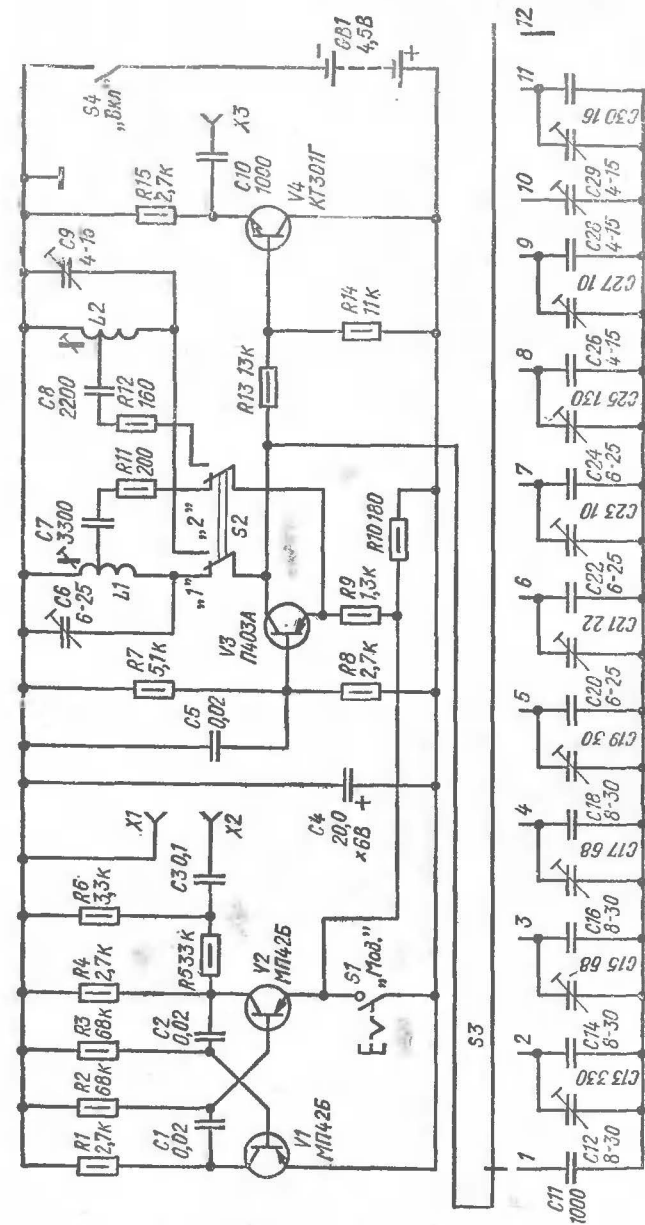 R1
2,7к
R2
68к
R3
68к
R4
2,7к
R6
3,3к
C1
0,02
C2
0,02
R5 33к
C3 0,1
X1
X2
V1
МП42Б
V2
МП42Б
S1
„Мод."
C4
20,0
×6В
C5
0,02
R7
5,1к
R8
2,7к
R9
1,3к
R10 180
V3
П403А
C6
6-25
L1
C7
3300
R11
200
„1"
„2"
S2
C8
2200
R12
160
L2
C9
4-15
R13 13к
R14
11к
R15
2,7к
C10
1000
X3
V4
КТ301Г
S4
„Вкл"
GB1
4,5В
-
+
S3
1
2
3
4
5
6
7
8
9
10
11
12
C11
1000
C12
8-30
C13 330
C14
8-30
C15 68
C16
8-30
C17 68
C18
8-30
C19 30
C20
6-25
C21 22
C22
6-25
C23 10
C24
6-25
C25 130
C26
4-15
C27 10
C28
4-15
C29
4-15
C30 16